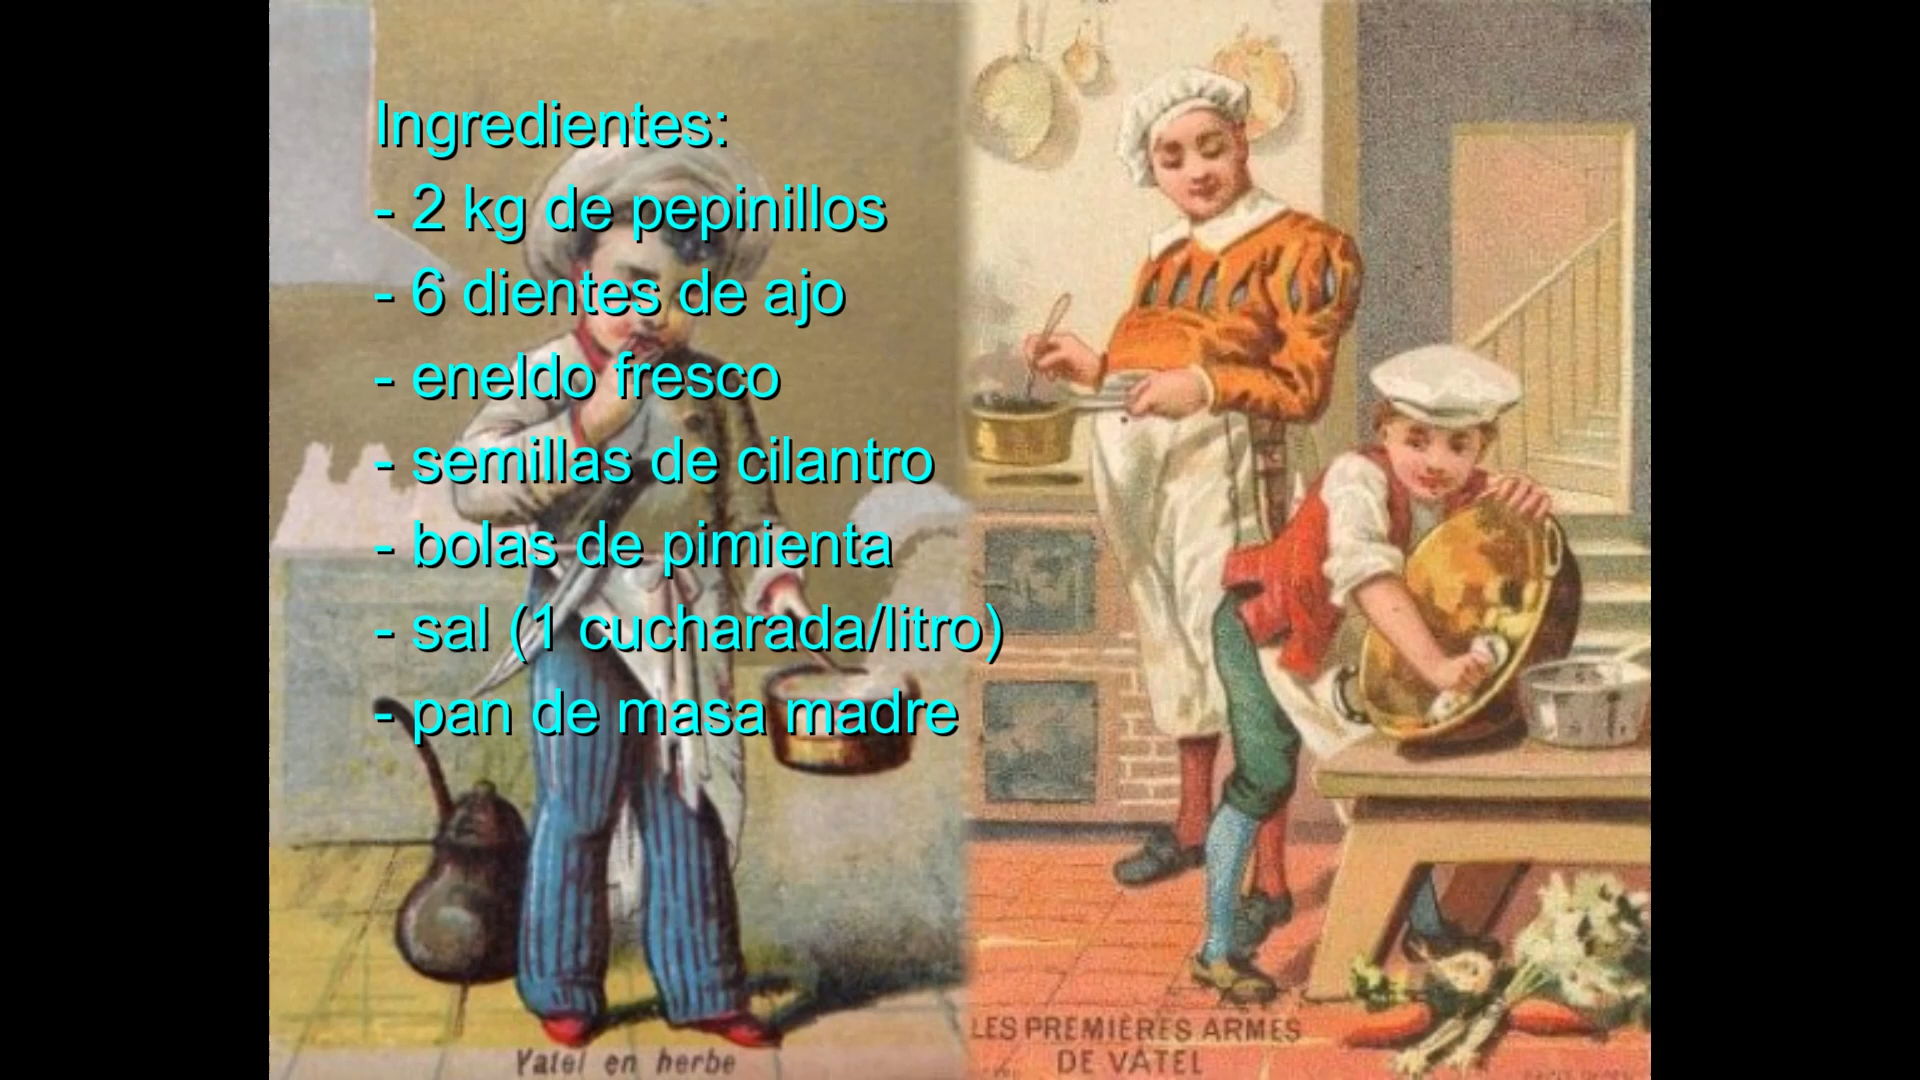 Ingredientes:
- 2 kg de pepinillos
- 6 dientes de ajo
- eneldo fresco
- semillas de cilantro
- bolas de pimienta
- sal (1 cucharada/litro)
- pan de masa madre
Vatel en herbe
LES PREMIÈRES ARMES
DE VATEL